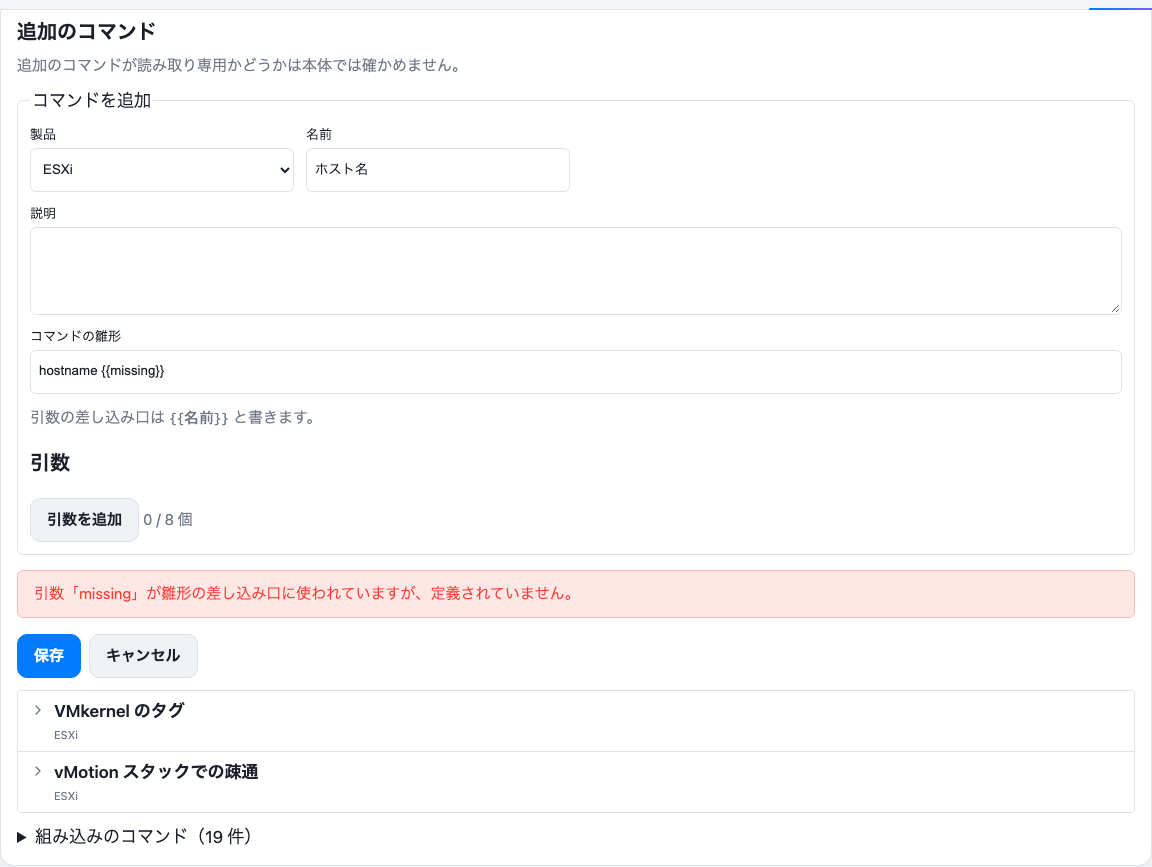 追加のコマンド
追加のコマンドが読み取り専用かどうかは本体では確かめません。
コマンドを追加
製品 名前
ESXi ホスト名
説明
コマンドの雛形
hostname {{missing}}
引数の差し込み口は {{名前}} と書きます。
引数
引数を追加 0 / 8 個
引数「missing」が雛形の差し込み口に使われていますが、定義されていません。
保存 キャンセル
VMkernel のタグ
ESXi
vMotion スタックでの疎通
ESXi
組み込みのコマンド（19 件）